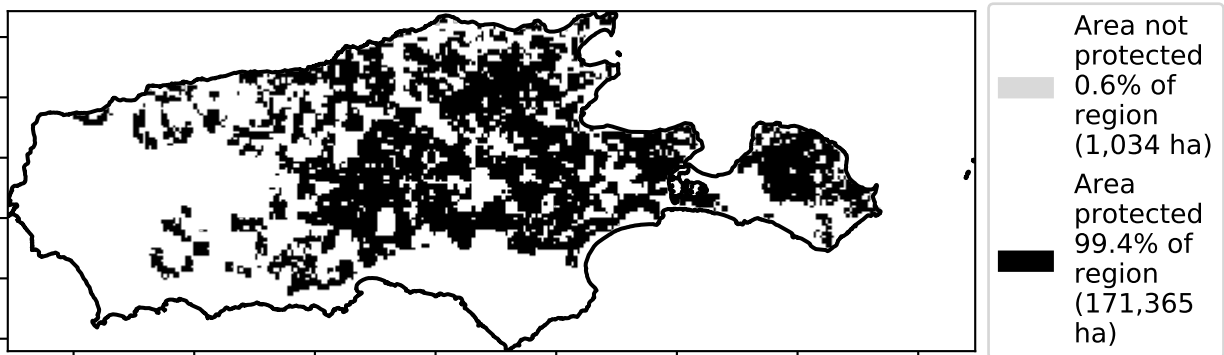 Area not
protected
0.6% of
region
(1,034 ha)
Area
protected
99.4% of
region
(171,365
ha)